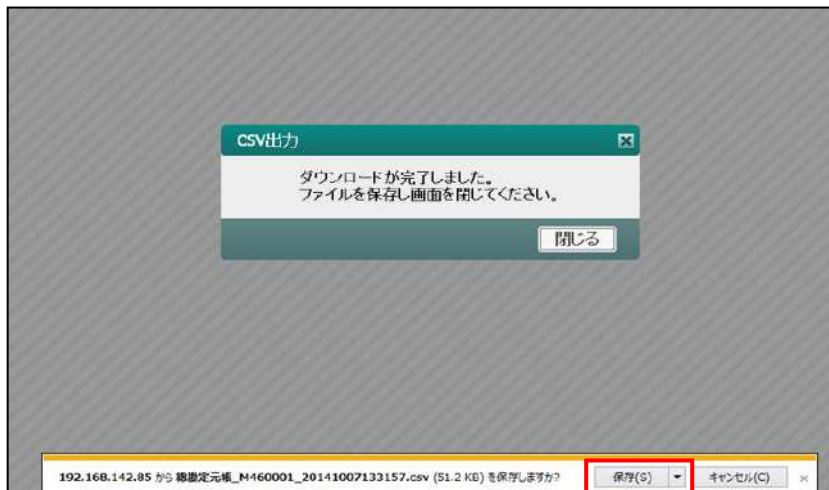 CSV出力
ダウンロードが完了しました。
ファイルを保存し画面を閉じてください。
閉じる
192.168.142.85 から 総勘定元帳_M460001_20141007133157.csv (51.2 KB) を保存しますか?
保存(S)
キャンセル(C)